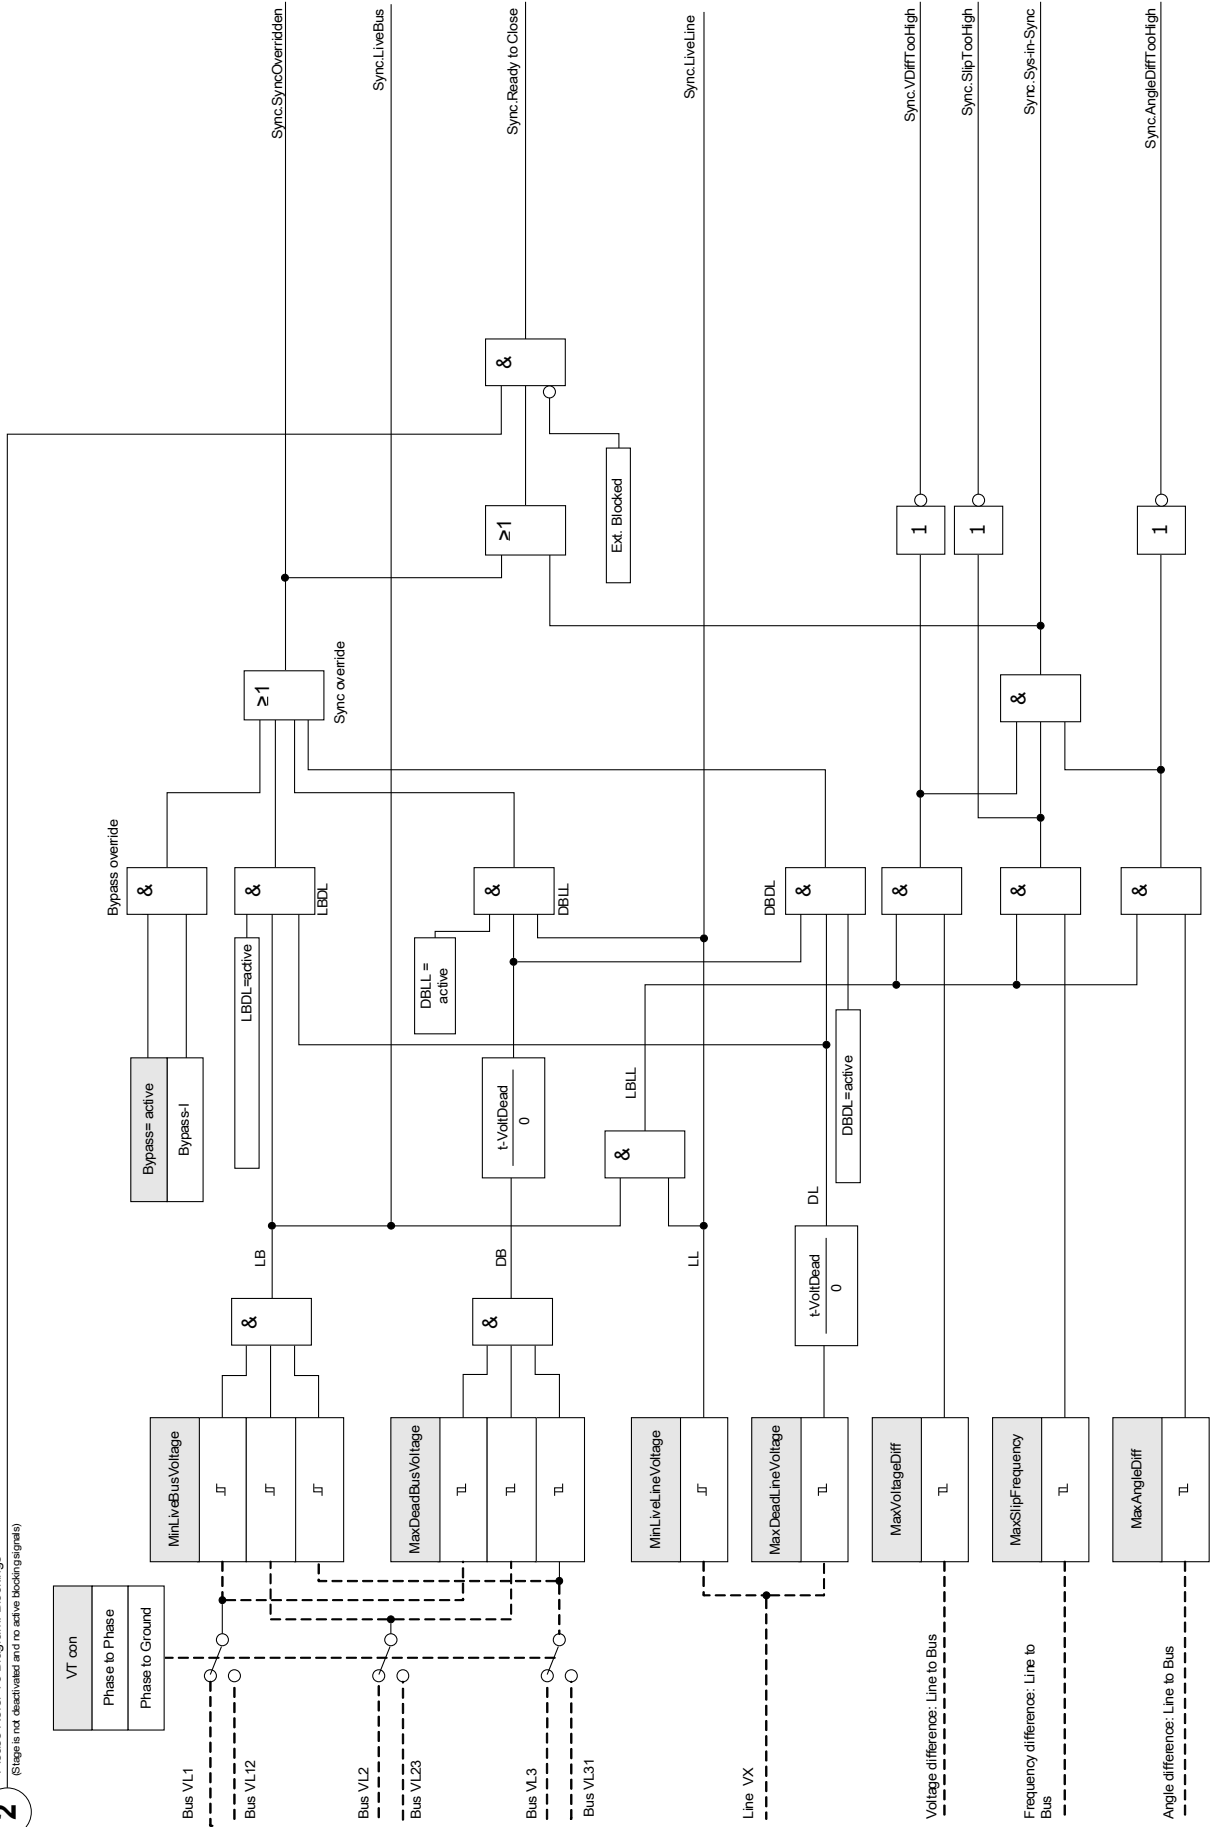 2
(Stage is not deactivated and no active blocking signals)
VT con
Phase to Phase
Phase to Ground
Bus VL1
Bus VL12
Bus VL2
Bus VL23
Bus VL3
Bus VL31
Line VX
Voltage difference: Line to Bus
Frequency difference: Line to
Bus
Angle difference: Line to Bus
MinLiveBusVoltage
MaxDeadBusVoltage
MinLiveLineVoltage
MaxDeadLineVoltage
MaxVoltageDiff
MaxSlipFrequency
MaxAngleDiff
&
&
LB
DB
LL
t-VoltDead
0
DL
Bypass= active
Bypass-I
LBDL=active
t-VoltDead
0
&
LBLL
DBLL =
active
DBDL=active
Bypass override
&
&
LBDL
&
DBLL
&
DBDL
&
&
&
≥1
Sync override
&
≥1
Ext. Blocked
1
1
1
&
Sync.SyncOverridden
Sync.LiveBus
Sync.Ready to Close
Sync.LiveLine
Sync.VDiffTooHigh
Sync.SlipTooHigh
Sync.Sys-in-Sync
Sync.AngleDiffTooHigh